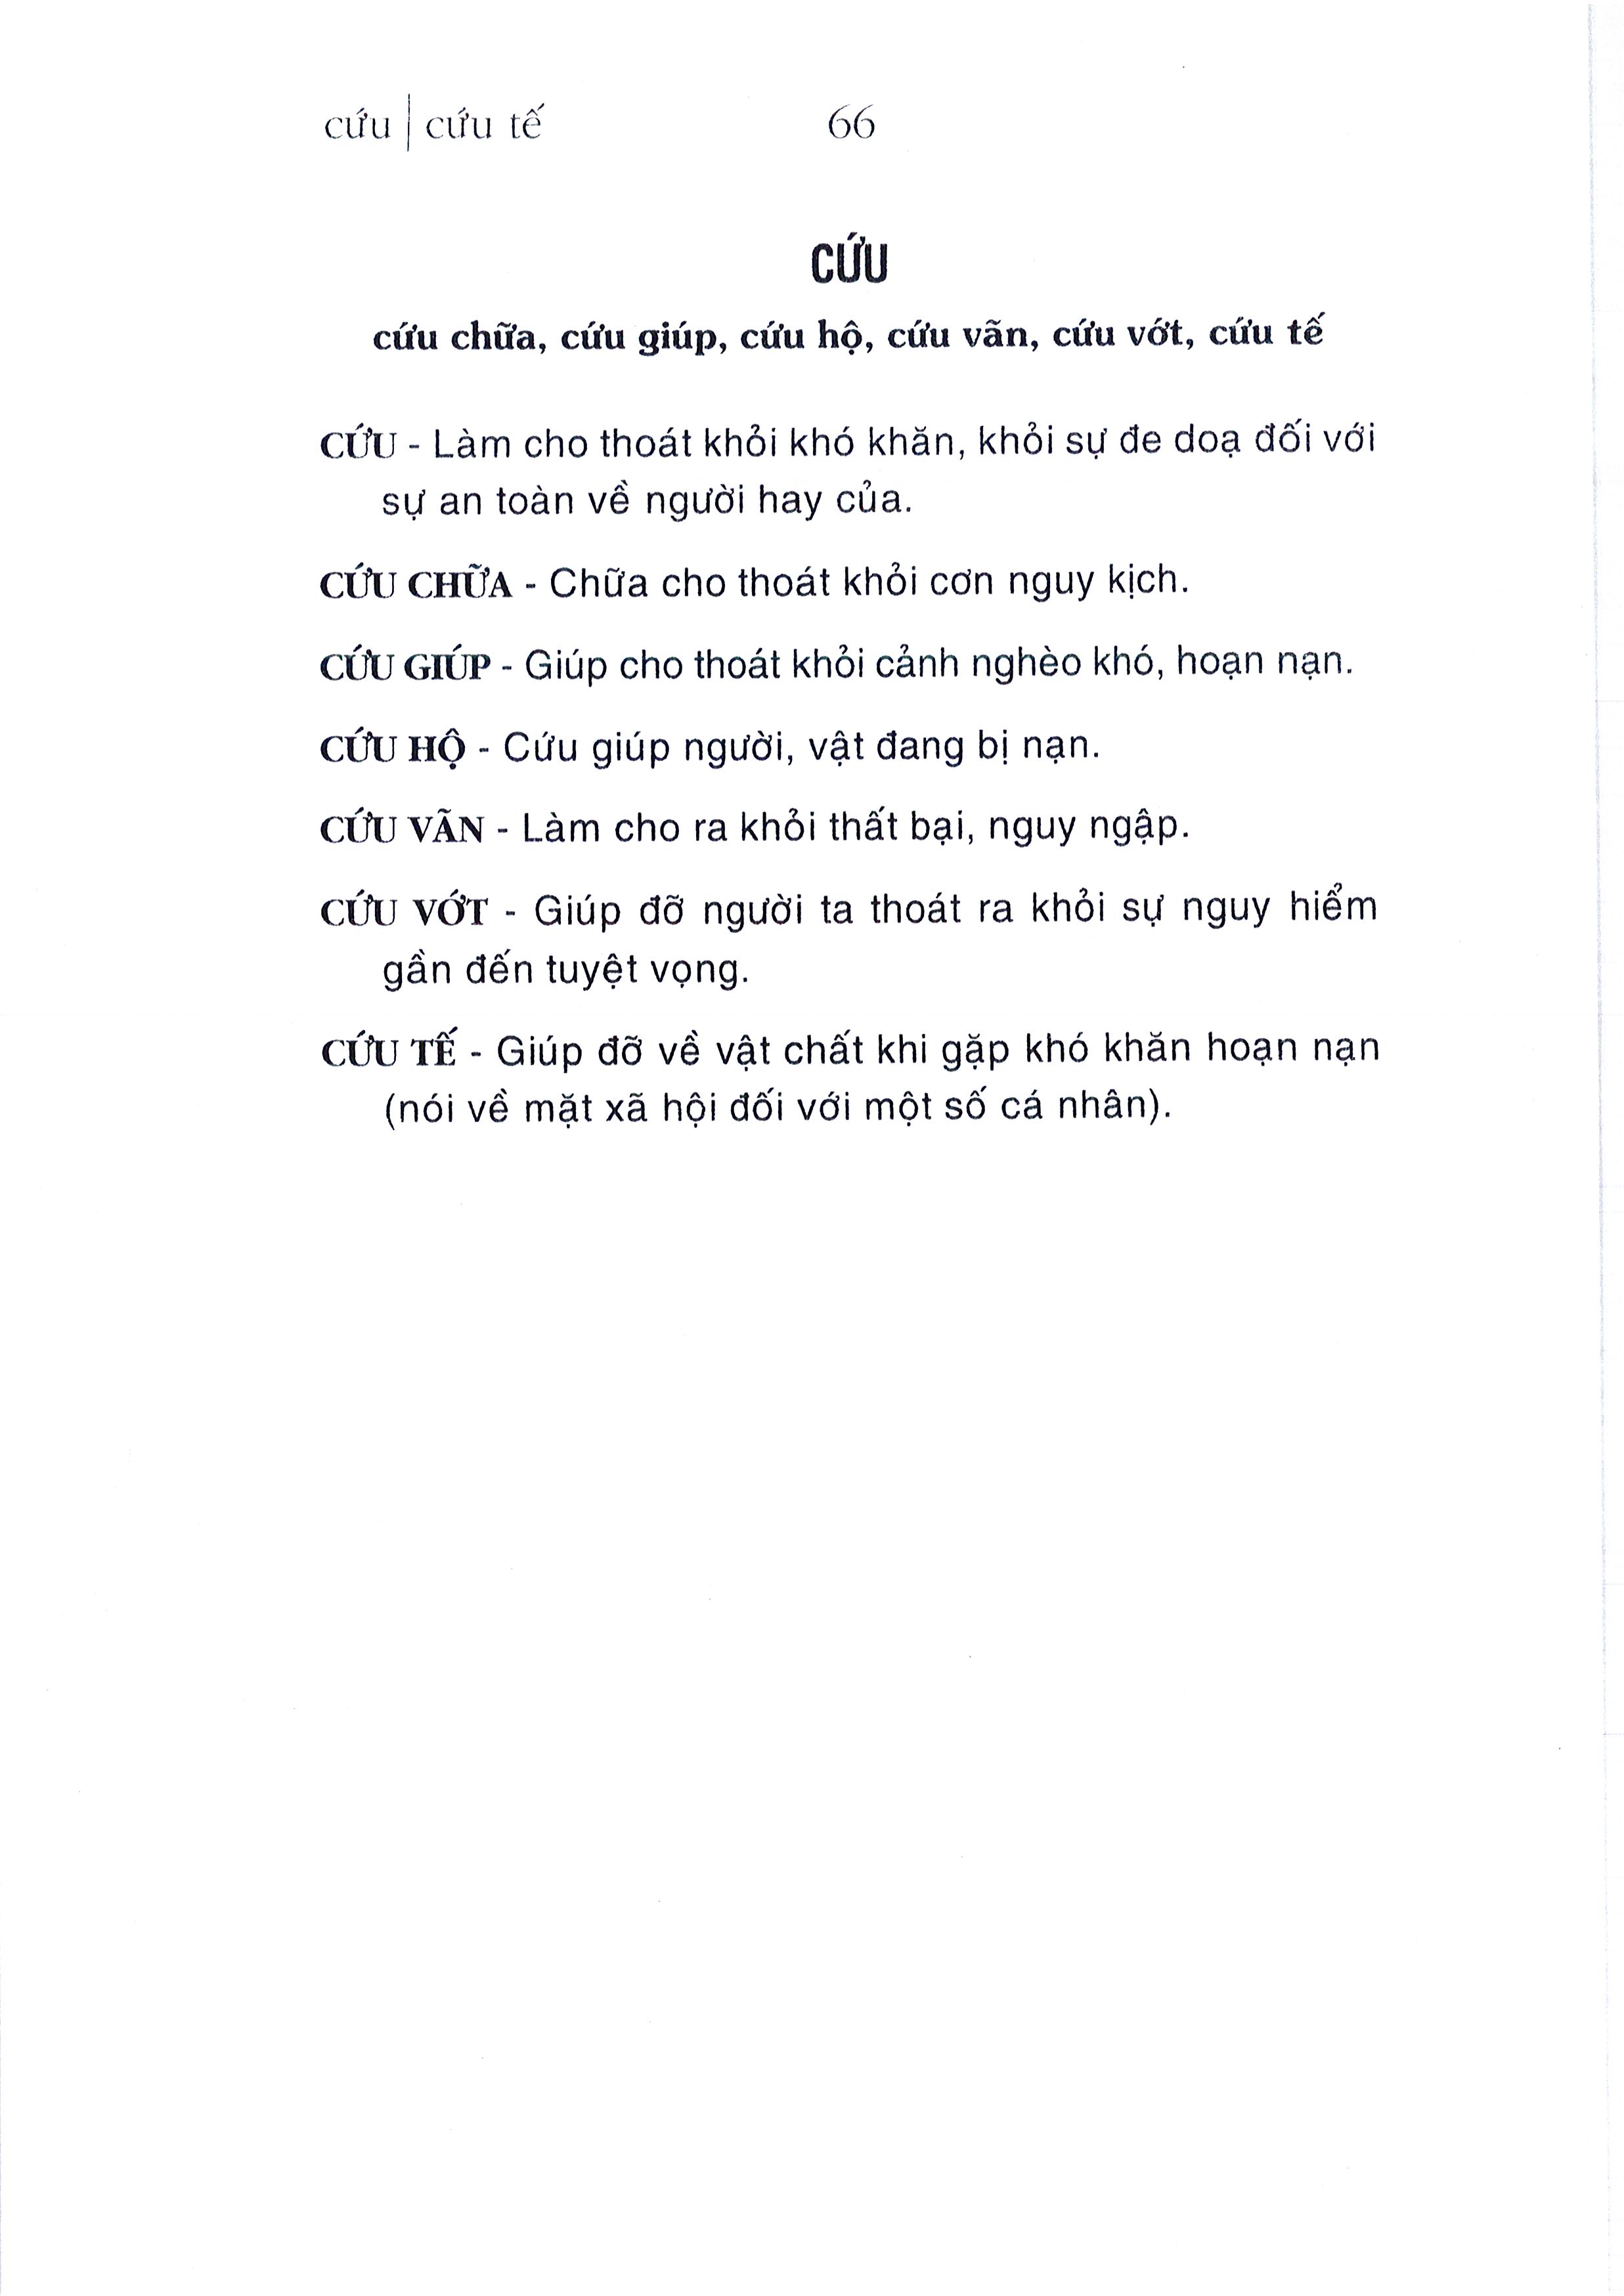 cứu | cứu tế 66
CỨU
cứu chữa, cứu giúp, cứu hộ, cứu vãn, cứu vớt, cứu tế
CỨU - Làm cho thoát khỏi khó khăn, khỏi sự đe doạ đối với
sự an toàn về người hay của.
CỨU CHỮA - Chữa cho thoát khỏi cơn nguy kịch.
CỨU GIÚP - Giúp cho thoát khỏi cảnh nghèo khó, hoạn nạn.
CỨU HỘ - Cứu giúp người, vật đang bị nạn.
CỨU VÃN - Làm cho ra khỏi thất bại, nguy ngập.
CỨU VỚT - Giúp đỡ người ta thoát ra khỏi sự nguy hiểm
gần đến tuyệt vọng.
CỨU TẾ - Giúp đỡ về vật chất khi gặp khó khăn hoạn nạn
(nói về mặt xã hội đối với một số cá nhân).